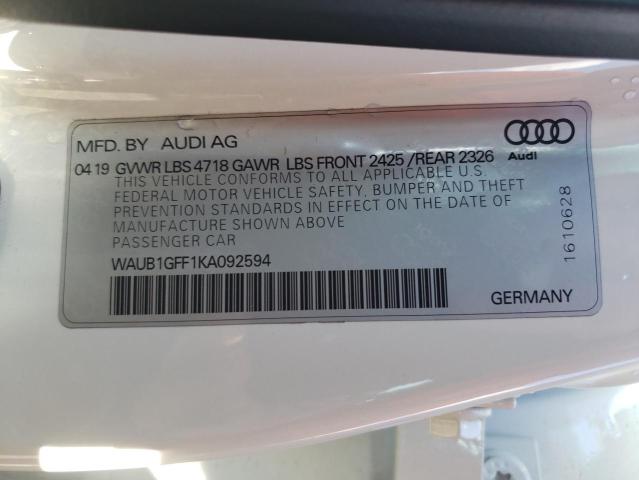 MFD. BY AUDI AG
04 19 GVWR LBS 4718 GAWR LBS FRONT 2425 /REAR 2326
Audi
THIS VEHICLE CONFORMS TO ALL APPLICABLE U.S.
FEDERAL MOTOR VEHICLE SAFETY, BUMPER AND THEFT
PREVENTION STANDARDS IN EFFECT ON THE DATE OF
MANUFACTURE SHOWN ABOVE
PASSENGER CAR
WAUB1GFF1KA092594
1610628
GERMANY